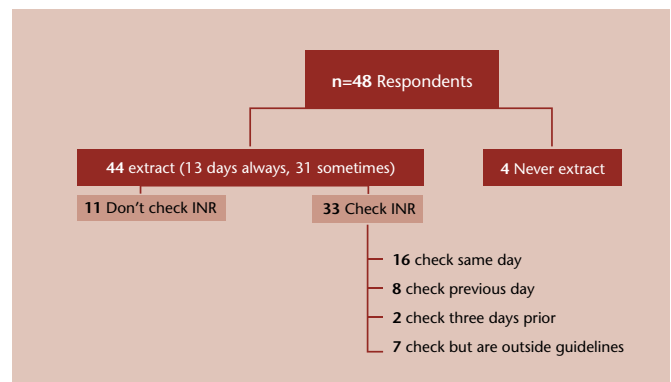 n=48 Respondents
44 extract (13 days always, 31 sometimes)
4 Never extract
11 Don't check INR
33 Check INR
16 check same day
8 check previous day
2 check three days prior
7 check but are outside guidelines